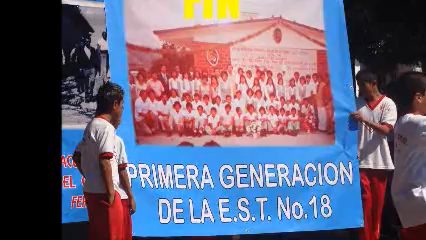 FIN
PRIMERA GENERACION
DE LA E.S.T. No.18